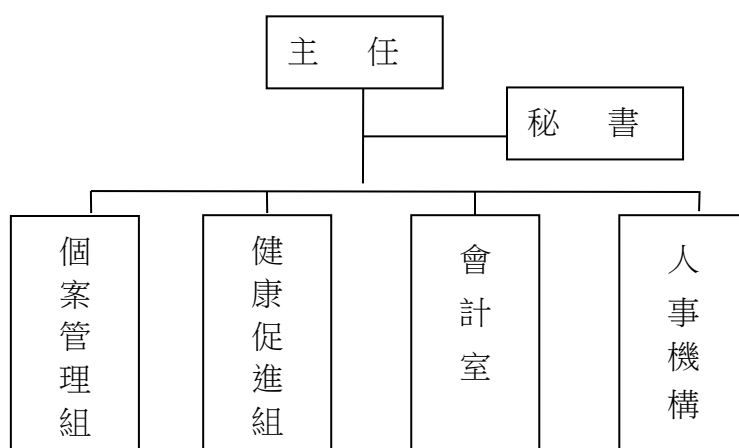 主 任
秘 書
個案管理組
健康促進組
會計室
人事機構